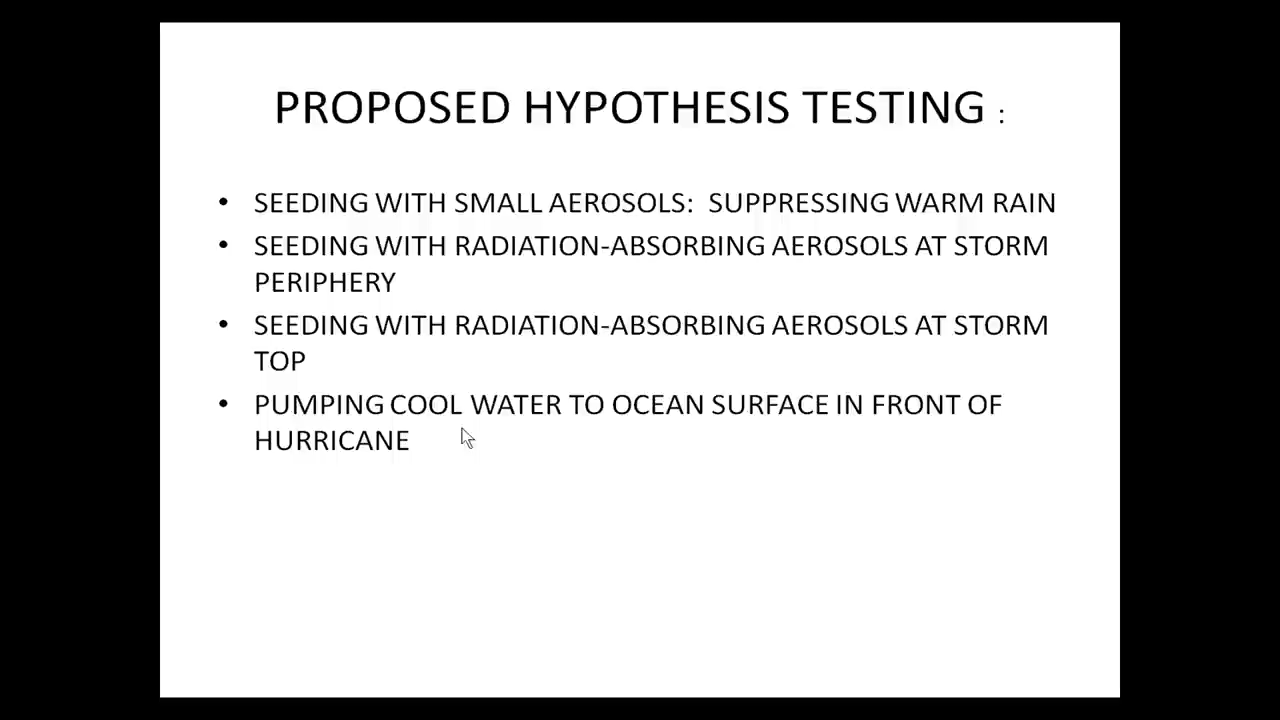 PROPOSED HYPOTHESIS TESTING :
• SEEDING WITH SMALL AEROSOLS: SUPPRESSING WARM RAIN
• SEEDING WITH RADIATION-ABSORBING AEROSOLS AT STORM
PERIPHERY
• SEEDING WITH RADIATION-ABSORBING AEROSOLS AT STORM
TOP
• PUMPING COOL WATER TO OCEAN SURFACE IN FRONT OF
HURRICANE